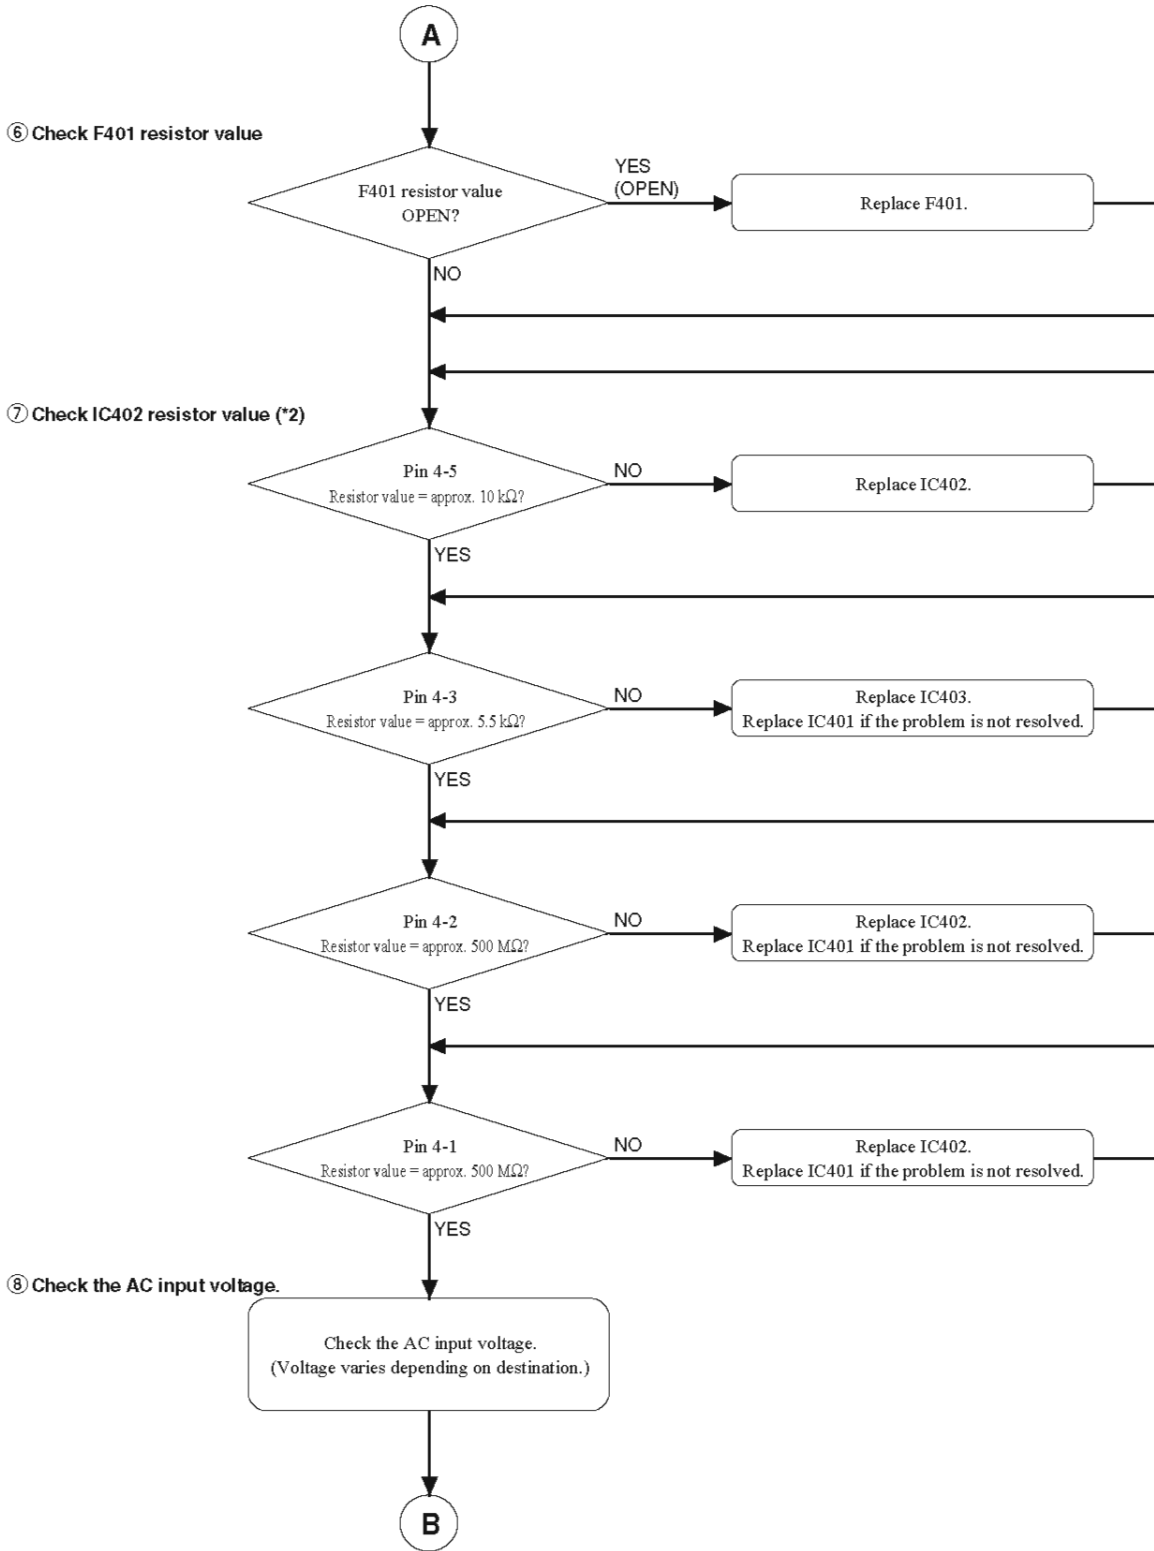 A
⑥ Check F401 resistor value
F401 resistor value
OPEN?
YES
(OPEN)
Replace F401.
NO
⑦ Check IC402 resistor value (*2)
Pin 4-5
Resistor value = approx. 10 kΩ?
NO
Replace IC402.
YES
Pin 4-3
Resistor value = approx. 5.5 kΩ?
NO
Replace IC403.
Replace IC401 if the problem is not resolved.
YES
Pin 4-2
Resistor value = approx. 500 MΩ?
NO
Replace IC402.
Replace IC401 if the problem is not resolved.
YES
Pin 4-1
Resistor value = approx. 500 MΩ?
NO
Replace IC402.
Replace IC401 if the problem is not resolved.
YES
⑧ Check the AC input voltage.
Check the AC input voltage.
(Voltage varies depending on destination.)
B